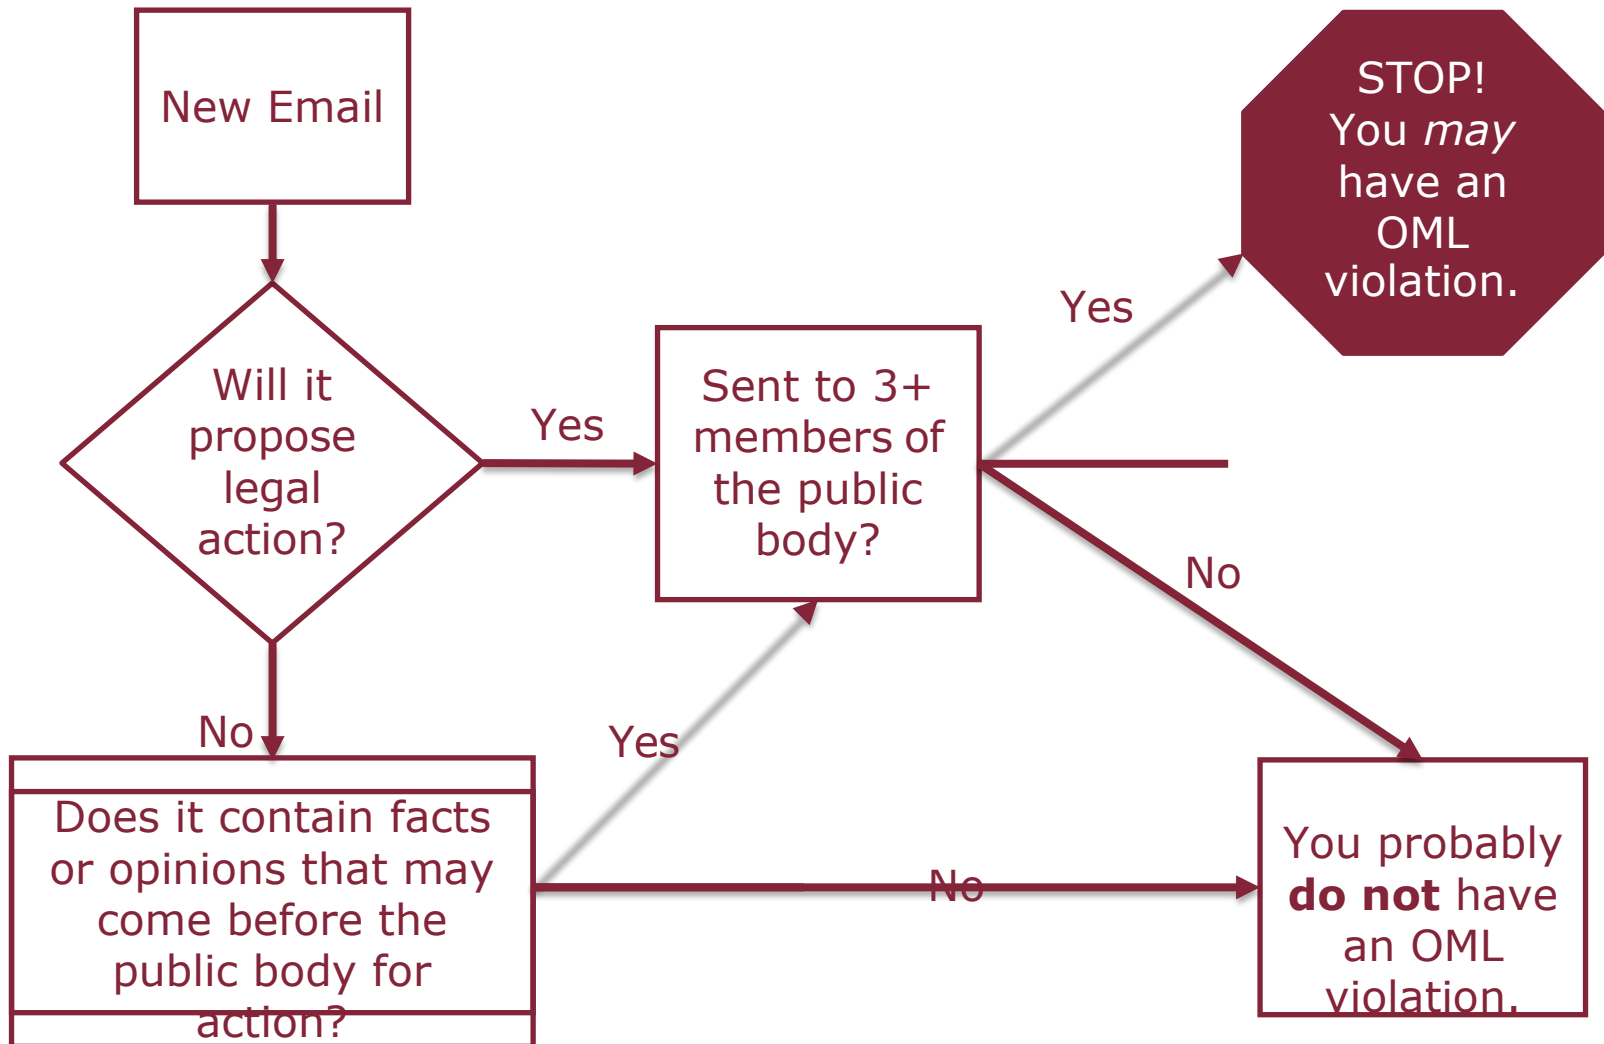 New Email
STOP!
You may
have an
OML
violation.
Will it
propose
legal
action?
Yes
Sent to 3+
members of
the public
body?
Yes
No
No
Yes
Does it contain facts
or opinions that may
come before the
public body for
action?
No
You probably
do not have
an OML
violation.